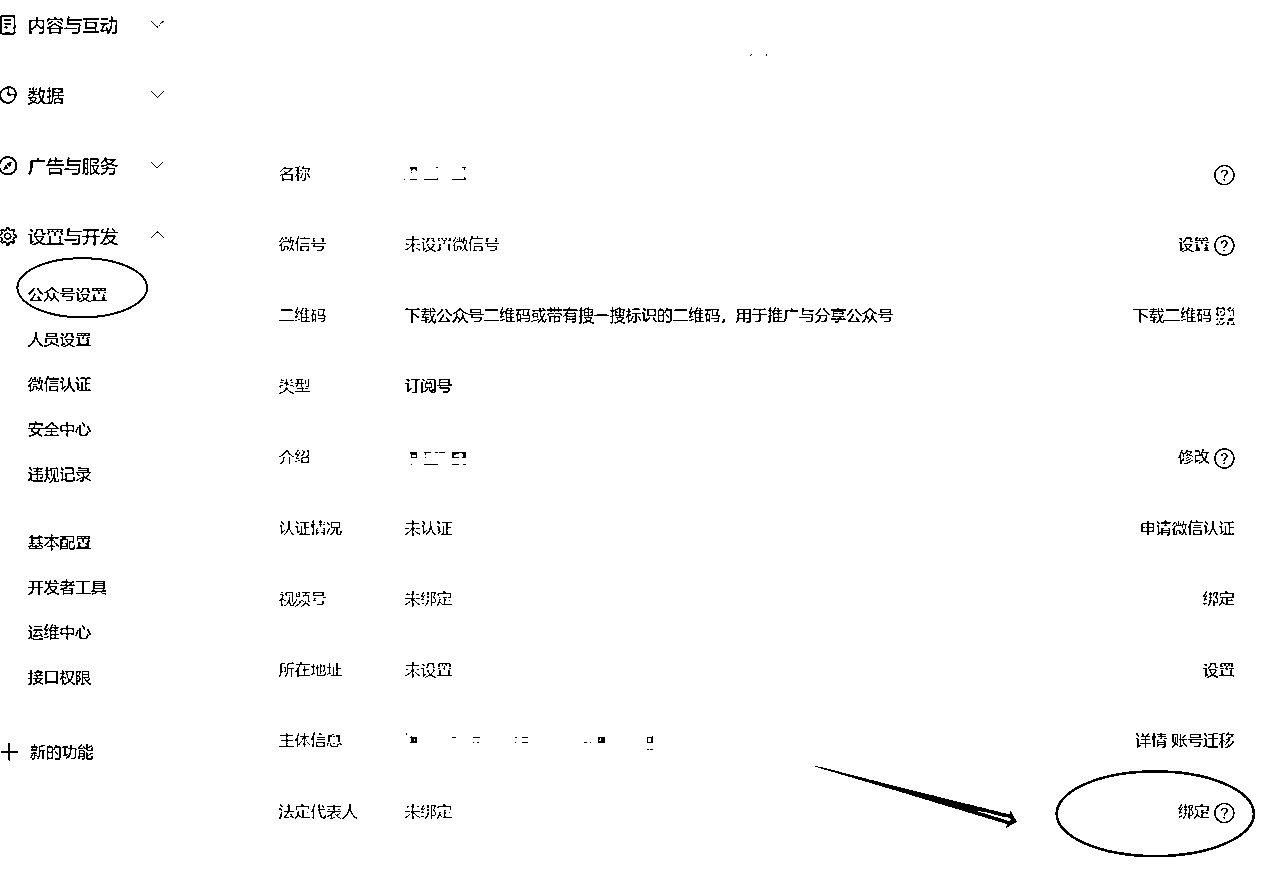 内容与互动
数据
广告与服务
设置与开发
公众号设置
人员设置
微信认证
安全中心
违规记录
基本配置
开发者工具
运维中心
接口权限
新的功能
名称
微信号 未设置微信号 设置
二维码 下载公众号二维码或带有搜一搜标识的二维码，用于推广与分享公众号 下载二维码
类型 订阅号
介绍 修改
认证情况 未认证 申请微信认证
视频号 未绑定 绑定
所在地址 未设置 设置
主体信息 详情 账号迁移
法定代表人 未绑定 绑定